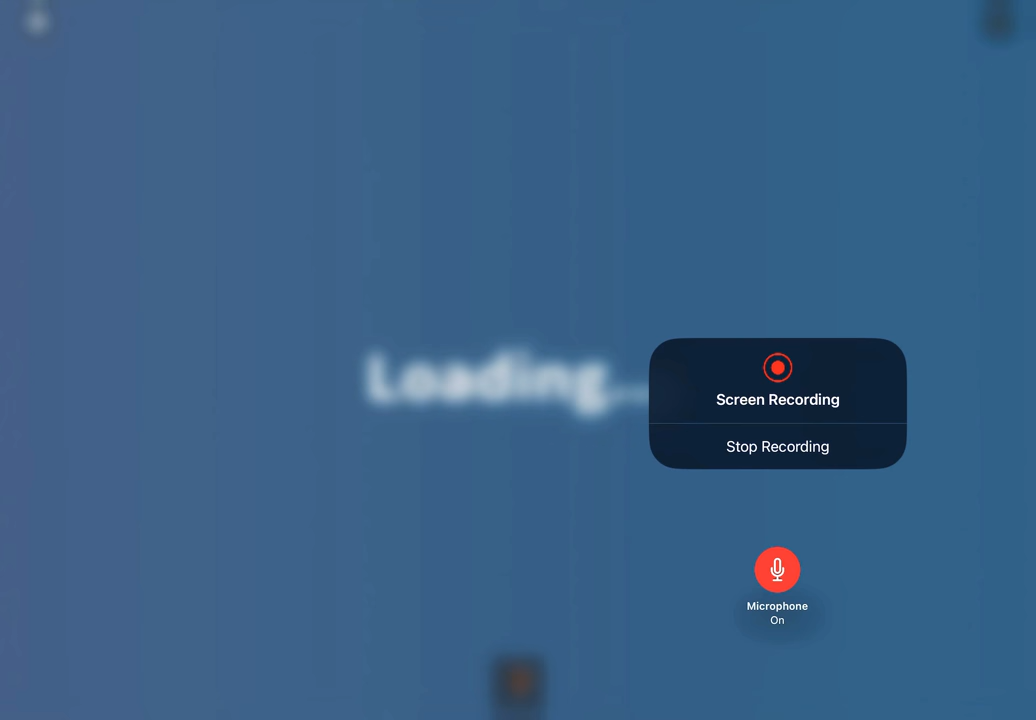 Loading...
Screen Recording
Stop Recording
Microphone
On